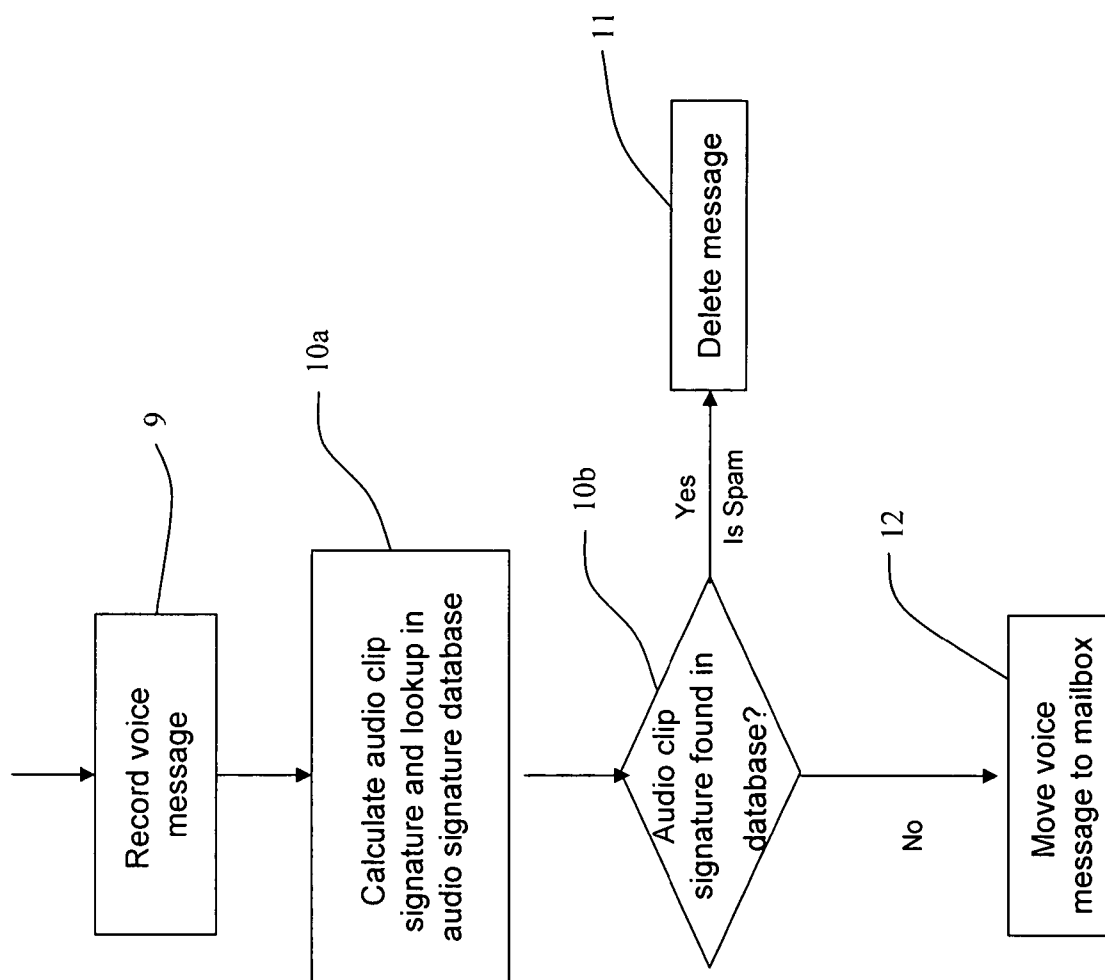 Record voice
message
9
Calculate audio clip
signature and lookup in
audio signature database
10a
Audio clip
signature found in
database?
10b
Yes
Is Spam
Delete message
11
No
Move voice
message to mailbox
12